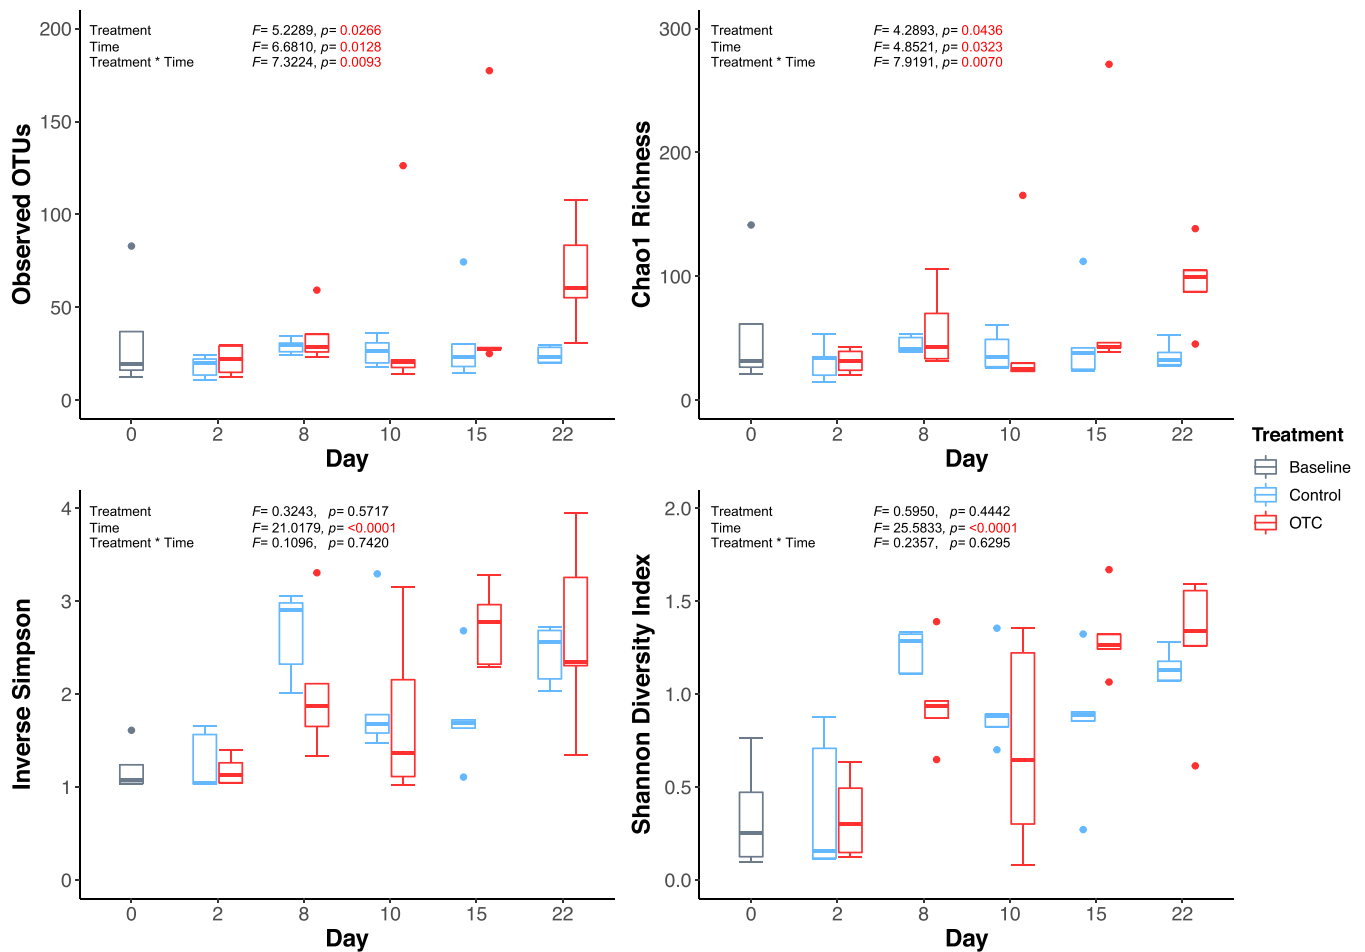 Treatment F= 5.2289, p= 0.0266
Time F= 6.6810, p= 0.0128
Treatment * Time F= 7.3224, p= 0.0093
200
150
100
50
0
Observed OTUs
0 2 8 10 15 22
Day
Treatment F= 4.2893, p= 0.0436
Time F= 4.8521, p= 0.0323
Treatment * Time F= 7.9191, p= 0.0070
300
200
100
0
Chao1 Richness
0 2 8 10 15 22
Day
Treatment F= 0.3243, p= 0.5717
Time F= 21.0179, p= <0.0001
Treatment * Time F= 0.1096, p= 0.7420
4
3
2
1
0
Inverse Simpson
0 2 8 10 15 22
Day
Treatment F= 0.5950, p= 0.4442
Time F= 25.5833, p= <0.0001
Treatment * Time F= 0.2357, p= 0.6295
2.0
1.5
1.0
0.5
0.0
Shannon Diversity Index
0 2 8 10 15 22
Day
Treatment
Baseline
Control
OTC